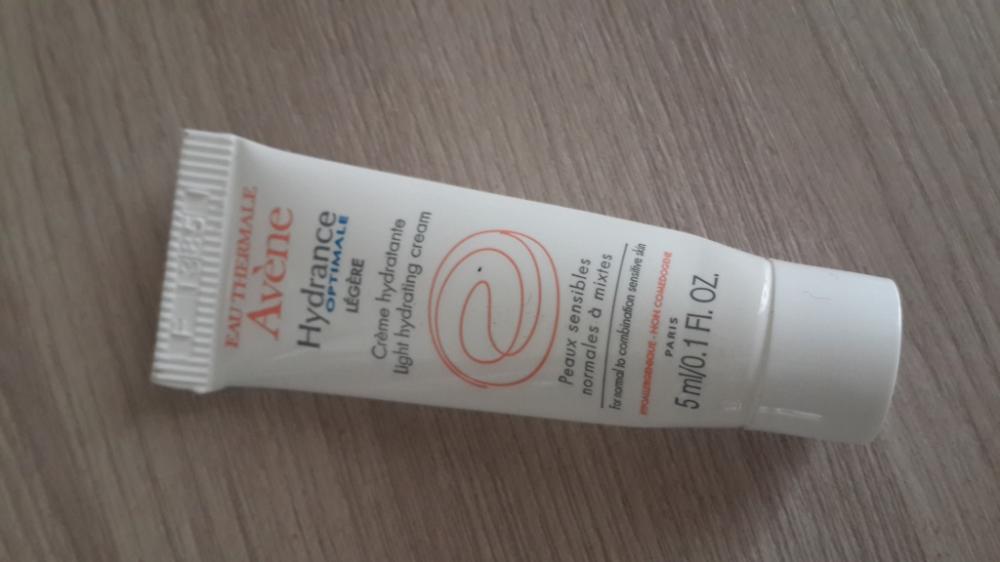 EAU THERMALE
Avène
Hydrance
OPTIMALE
LÉGÈRE
Crème hydratante
Light hydrating cream
Peaux sensibles
normales à mixtes
For normal to combination sensitive skin
HYPOALLERGÉNIQUE - NON COMEDOGENE
PARIS
5 ml/0.1 Fl. OZ.